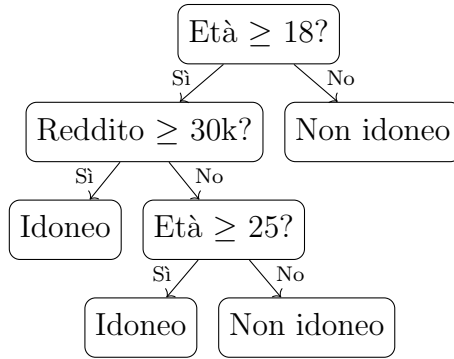 Età ≥ 18?
Sì
No
Reddito ≥ 30k?
Non idoneo
Sì
No
Idoneo
Età ≥ 25?
Sì
No
Idoneo
Non idoneo